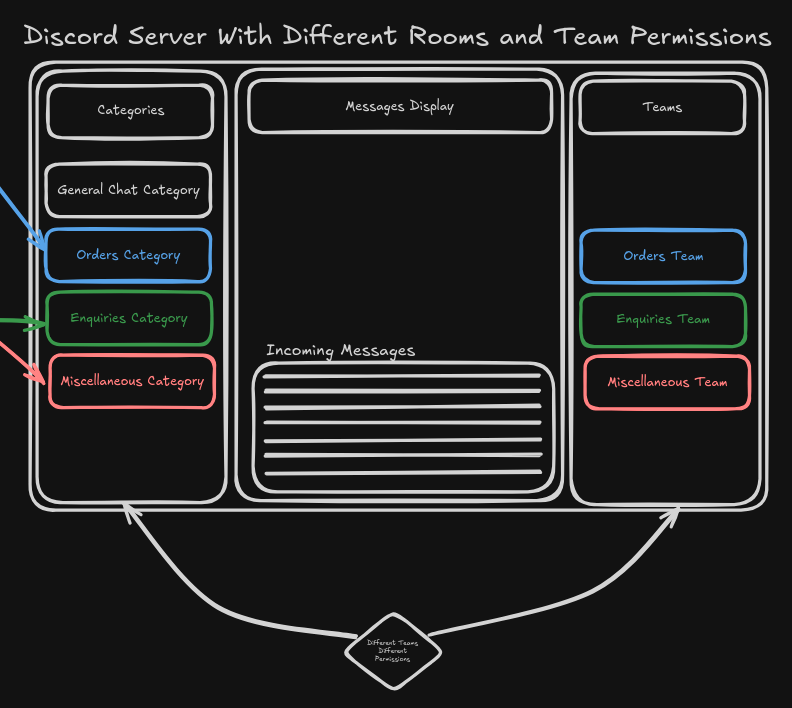 Discord Server With Different Rooms and Team Permissions
Categories
Messages Display
Teams
General Chat Category
Orders Category
Orders Team
Enquiries Category
Enquiries Team
Incoming Messages
Miscellaneous Category
Miscellaneous Team
Different Teams
Different
Permissions